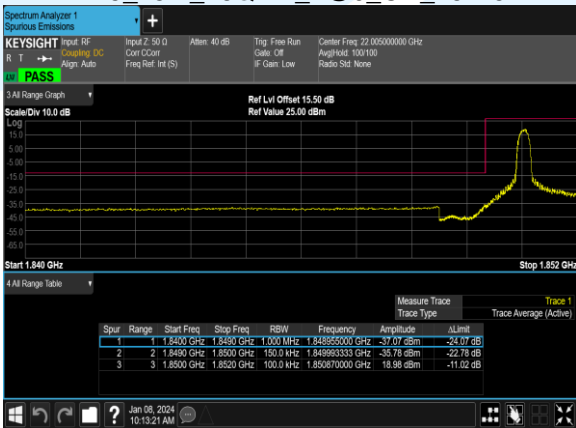 Spectrum Analyzer 1
Spurious Emissions
+
KEYSIGHT Input: RF Input Z: 50 Ω Atten: 40 dB Trig: Free Run Center Freq: 22.005000000 GHz
R T Coupling: DC Corr CCorr Gate: Off Avg|Hold: 100/100
Align: Auto Freq Ref: Int (S) IF Gain: Low Radio Std: None
PASS
3 All Range Graph
Ref Lvl Offset 15.50 dB
Scale/Div 10.0 dB Ref Value 25.00 dBm
Log
15.0
5.00
-5.00
-15.0
-25.0
-35.0
-45.0
-55.0
-65.0
Start 1.840 GHz Stop 1.852 GHz
4 All Range Table
Measure Trace Trace 1
Trace Type Trace Average (Active)
Spur Range Start Freq Stop Freq RBW Frequency Amplitude ΔLimit
1 1 1.8400 GHz 1.8490 GHz 1.000 MHz 1.848955000 GHz -37.07 dBm -24.07 dB
2 2 1.8490 GHz 1.8500 GHz 150.0 kHz 1.849993333 GHz -35.78 dBm -22.78 dB
3 3 1.8500 GHz 1.8520 GHz 100.0 kHz 1.850870000 GHz 18.98 dBm -11.02 dB
? Jan 08, 2024
10:13:21 AM